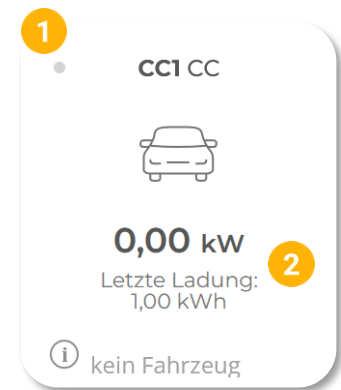 1
CC1 CC
0,00 kW
2
Letzte Ladung:
1,00 kWh
i kein Fahrzeug